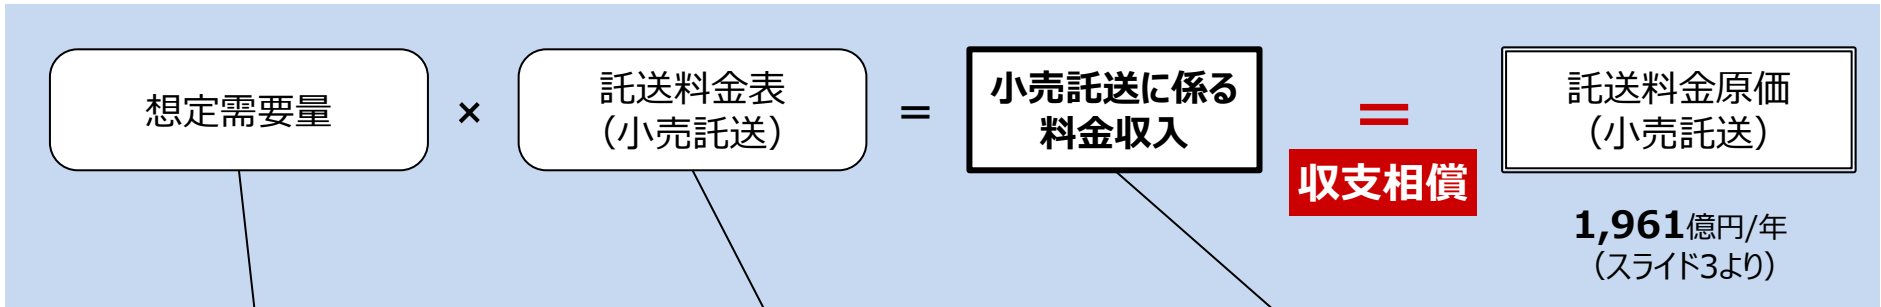 想定需要量
×
託送料金表
（小売託送）
＝
小売託送に係る
料金収入
＝
収支相償
託送料金原価
（小売託送）
1,961億円/年
（スライド3より）